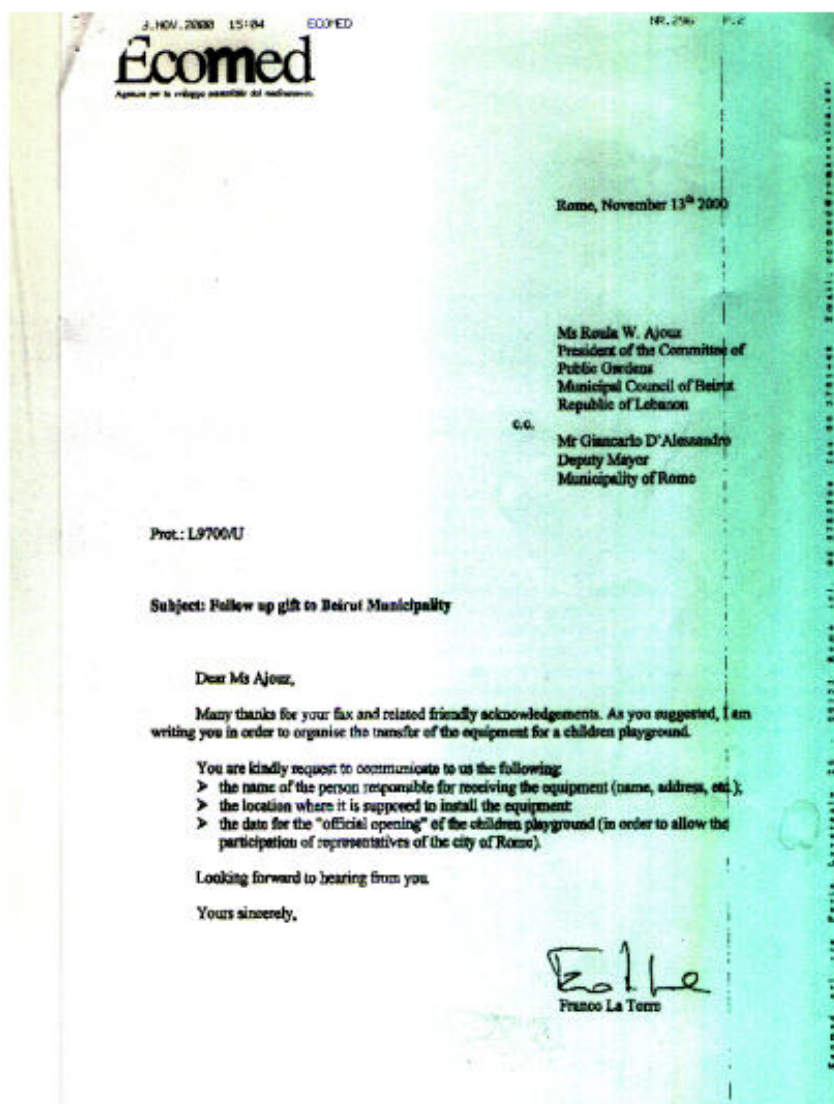 3.NOV.2000 15:04 ECOMED NR.296 P.2
Ecomed
Agenzia per lo sviluppo sostenibile del mediterraneo.
Rome, November 13th 2000
Ms Roula W. Ajouz
President of the Committee of
Public Gardens
Municipal Council of Beirut
Republic of Lebanon
c.c.
Mr Giancarlo D'Alessandro
Deputy Mayor
Municipality of Rome
Prot.: L9700/U
Subject: Follow up gift to Beirut Municipality
Dear Ms Ajouz,
Many thanks for your fax and related friendly acknowledgements. As you suggested, I am
writing you in order to organise the transfer of the equipment for a children playground.
You are kindly request to communicate to us the following
➢ the name of the person responsible for receiving the equipment (name, address, etc.);
➢ the location where it is supposed to install the equipment
➢ the date for the "official opening" of the children playground (in order to allow the
participation of representatives of the city of Rome).
Looking forward to hearing from you.
Yours sincerely,
Franco La Torre